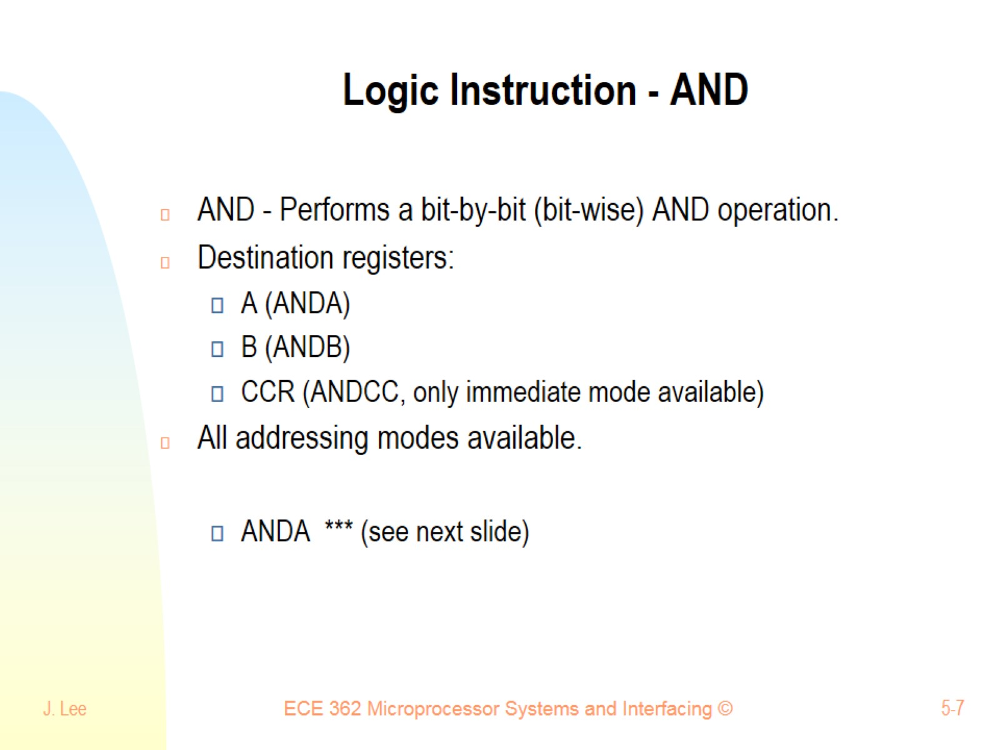 Logic Instruction - AND
AND - Performs a bit-by-bit (bit-wise) AND operation.
Destination registers:
A (ANDA)
B (ANDB)
CCR (ANDCC, only immediate mode available)
All addressing modes available.
ANDA *** (see next slide)
J. Lee
ECE 362 Microprocessor Systems and Interfacing ©
5-7